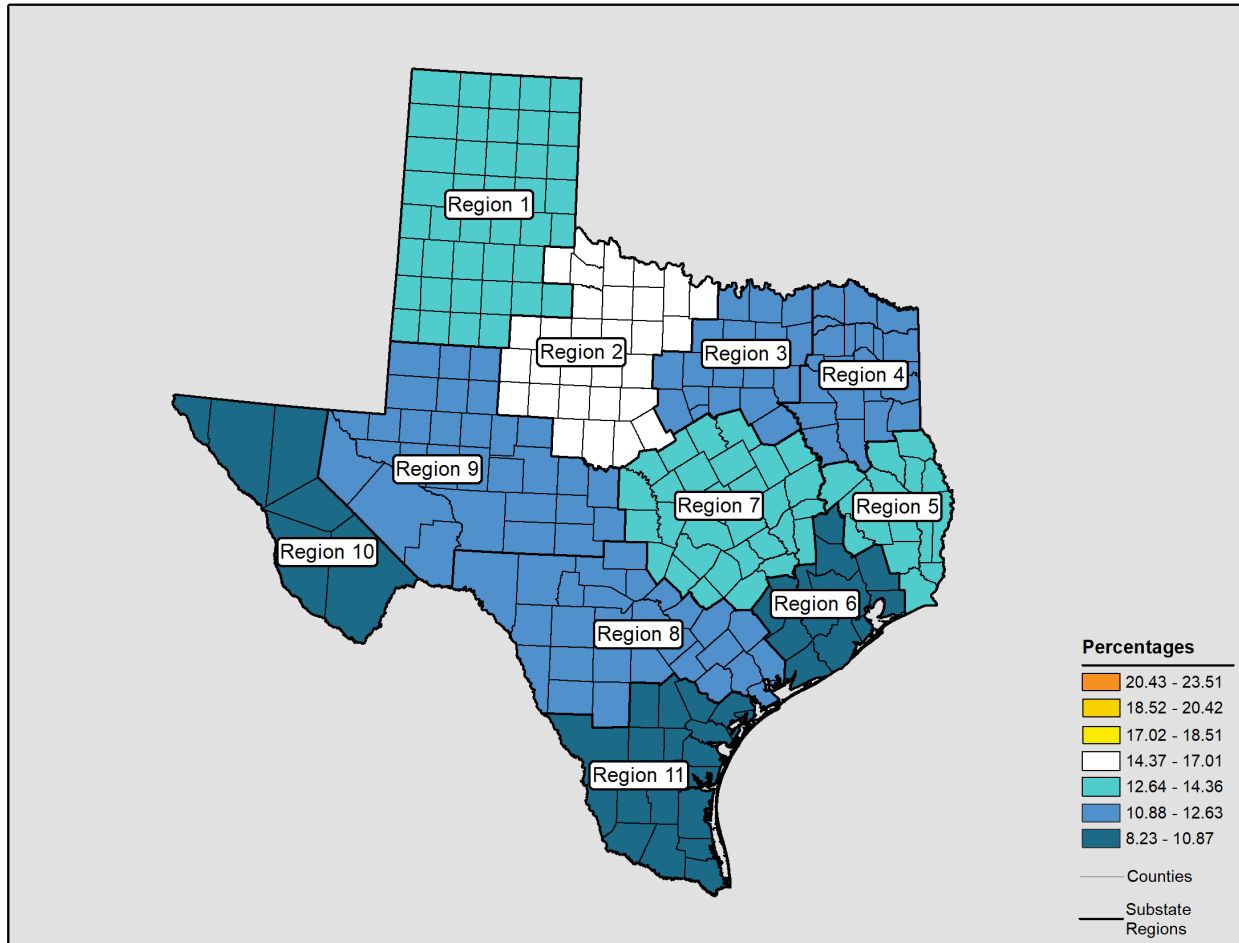 Region 1
Region 2
Region 3
Region 4
Region 9
Region 7
Region 5
Region 10
Region 6
Region 8
Region 11
Percentages
20.43 - 23.51
18.52 - 20.42
17.02 - 18.51
14.37 - 17.01
12.64 - 14.36
10.88 - 12.63
8.23 - 10.87
Counties
Substate
Regions